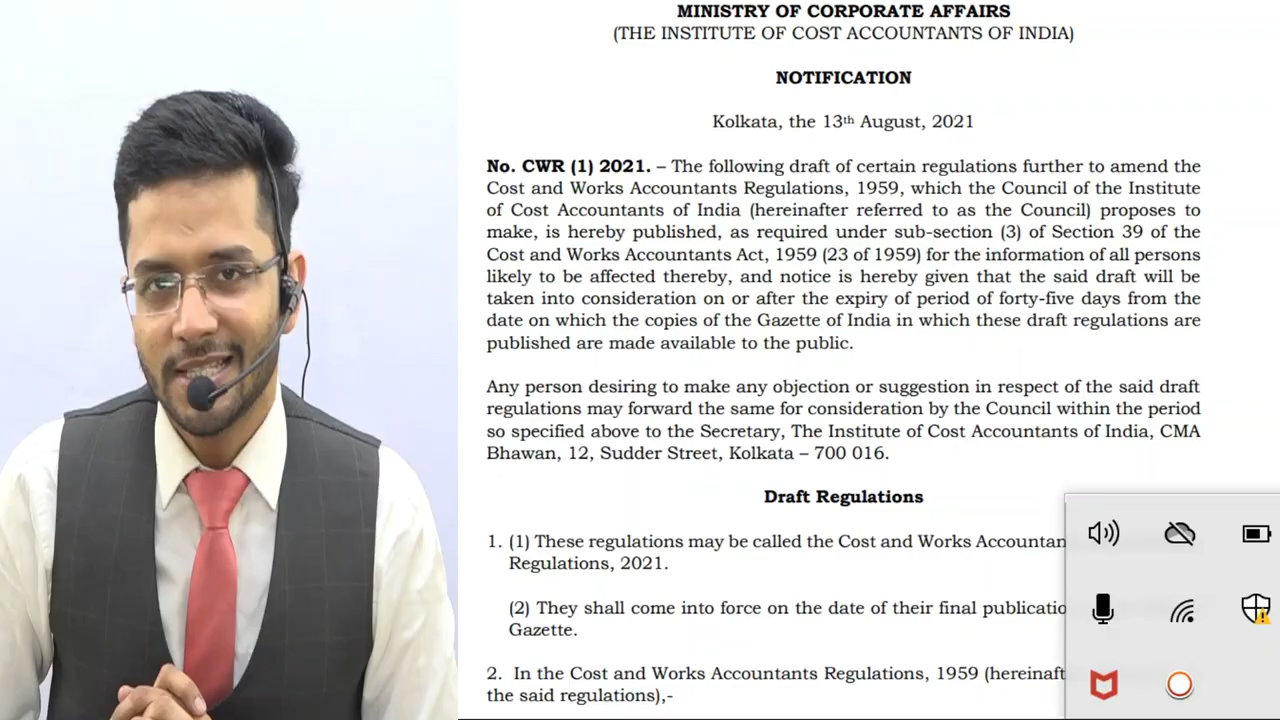 MINISTRY OF CORPORATE AFFAIRS
(THE INSTITUTE OF COST ACCOUNTANTS OF INDIA)
NOTIFICATION
Kolkata, the 13th August, 2021
No. CWR (1) 2021. – The following draft of certain regulations further to amend the
Cost and Works Accountants Regulations, 1959, which the Council of the Institute
of Cost Accountants of India (hereinafter referred to as the Council) proposes to
make, is hereby published, as required under sub-section (3) of Section 39 of the
Cost and Works Accountants Act, 1959 (23 of 1959) for the information of all persons
likely to be affected thereby, and notice is hereby given that the said draft will be
taken into consideration on or after the expiry of period of forty-five days from the
date on which the copies of the Gazette of India in which these draft regulations are
published are made available to the public.
Any person desiring to make any objection or suggestion in respect of the said draft
regulations may forward the same for consideration by the Council within the period
so specified above to the Secretary, The Institute of Cost Accountants of India, CMA
Bhawan, 12, Sudder Street, Kolkata – 700 016.
Draft Regulations
1. (1) These regulations may be called the Cost and Works Accountan
Regulations, 2021.
(2) They shall come into force on the date of their final publicatio
Gazette.
2. In the Cost and Works Accountants Regulations, 1959 (hereinaft
the said regulations),-